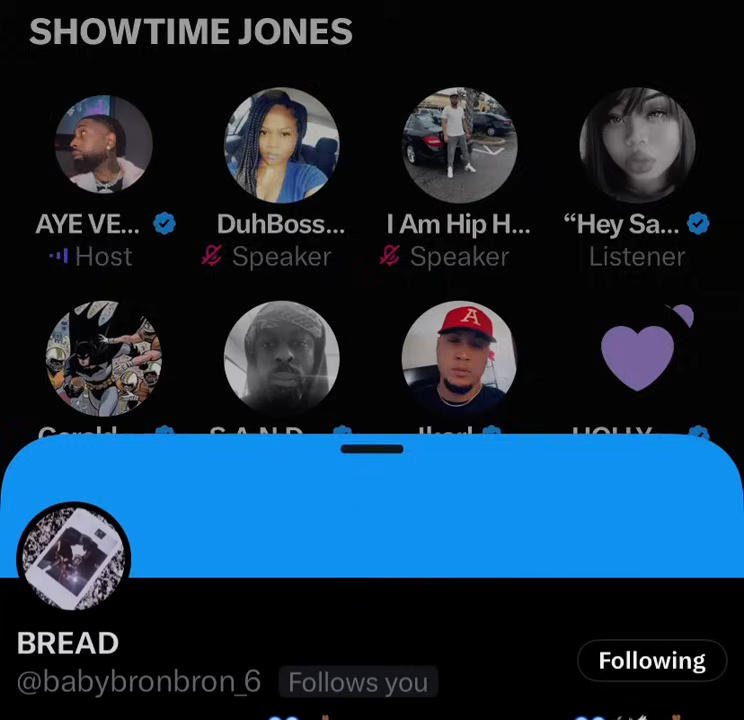 SHOWTIME JONES
AYE VE... DuhBoss... I Am Hip H... “Hey Sa...
Host Speaker Speaker Listener
A
BREAD
Following
@babybronbron_6 Follows you